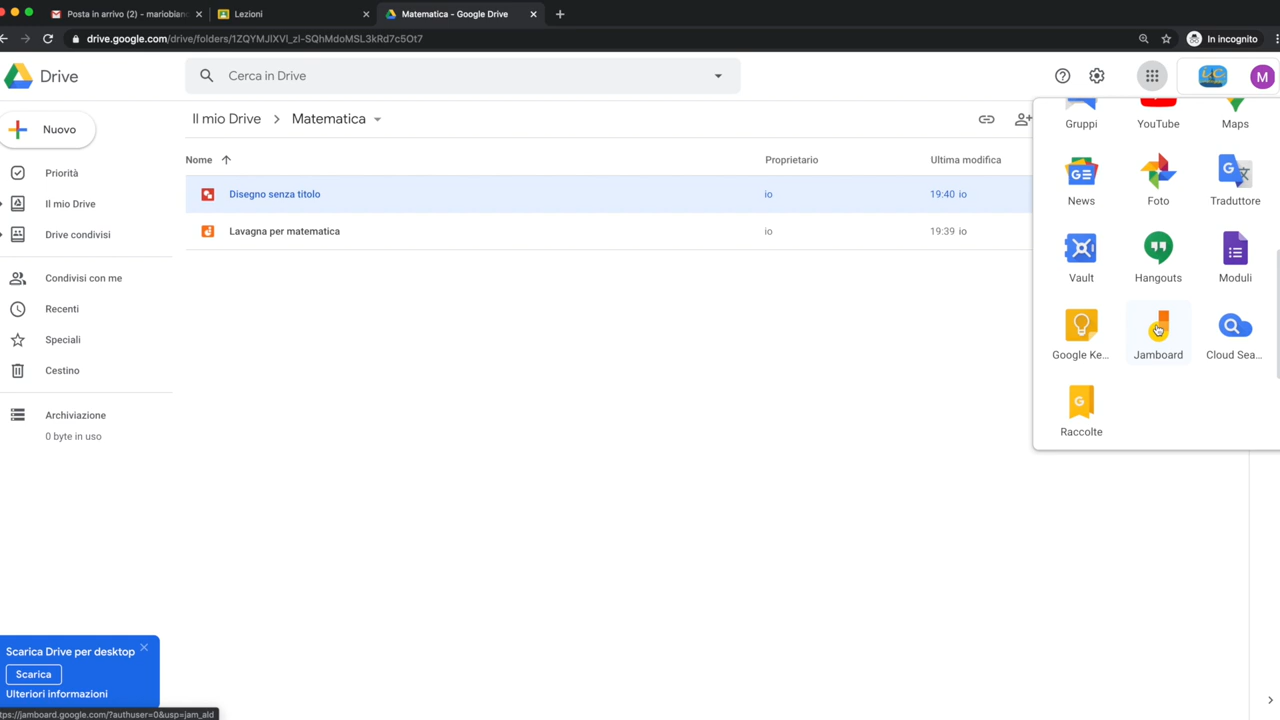 Posta in arrivo (2) - mariobian
Lezioni
Matematica - Google Drive
drive.google.com/drive/folders/1ZQYMJIXVI_zI-SQhMdoMSL3kRd7c5Ot7
In incognito
Drive
Cerca in Drive
M
Nuovo
Il mio Drive > Matematica
Priorità
Il mio Drive
Drive condivisi
Condivisi con me
Recenti
Speciali
Cestino
Archiviazione
0 byte in uso
Nome Proprietario Ultima modifica
Disegno senza titolo io 19:40 io
Lavagna per matematica io 19:39 io
Gruppi YouTube Maps
News Foto Traduttore
Vault Hangouts Moduli
Google Ke... Jamboard Cloud Sea...
Raccolte
Scarica Drive per desktop
Scarica
Ulteriori informazioni
tps://jamboard.google.com/?authuser=0&usp=jam_ald